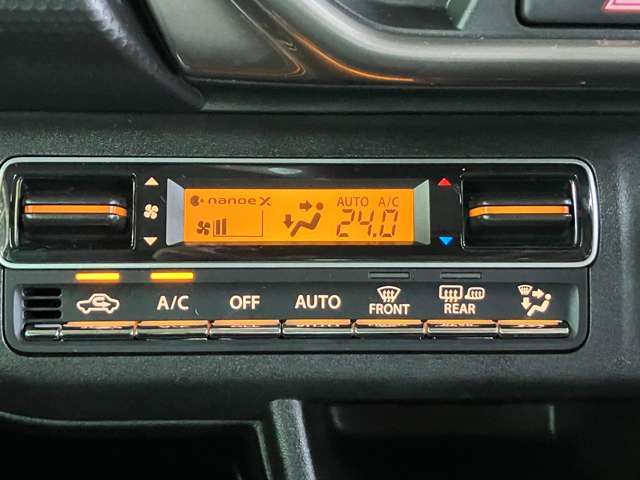 nanoe X
AUTO A/C
24.0
A/C OFF AUTO FRONT REAR